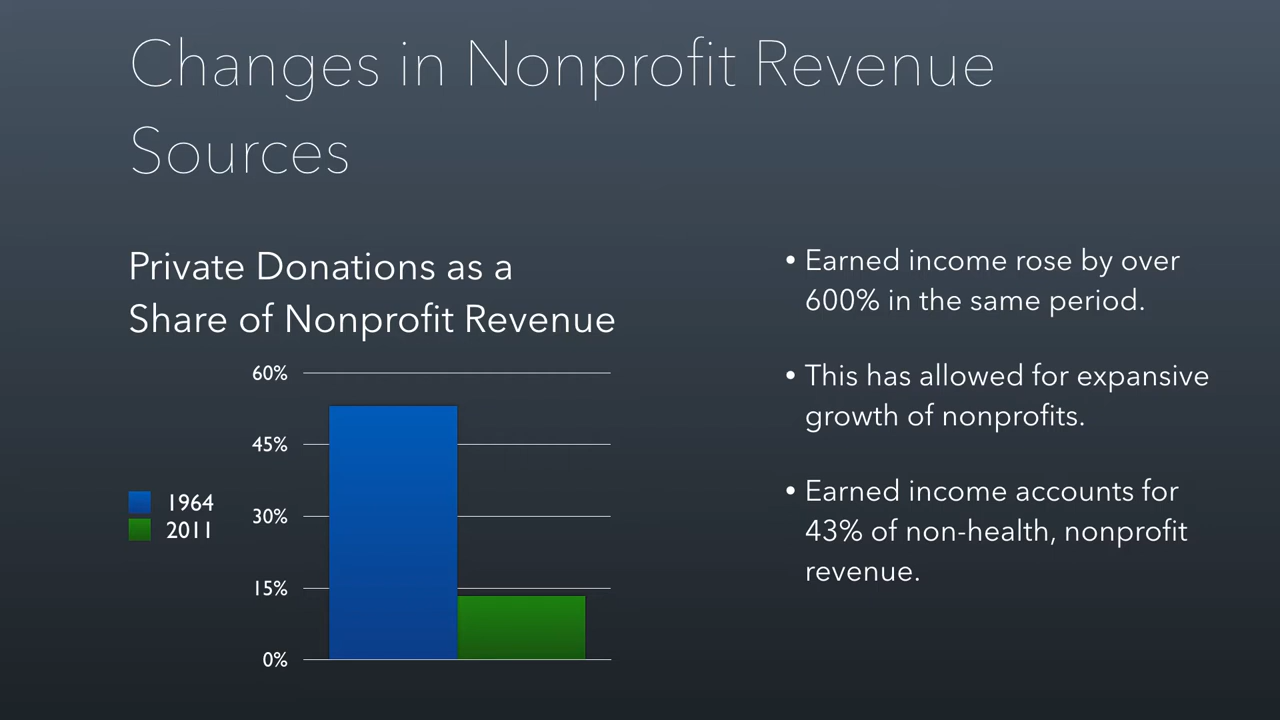 Changes in Nonprofit Revenue
Sources
Private Donations as a
Share of Nonprofit Revenue
60%
45%
30%
15%
0%
1964
2011
• Earned income rose by over
600% in the same period.
• This has allowed for expansive
growth of nonprofits.
• Earned income accounts for
43% of non-health, nonprofit
revenue.